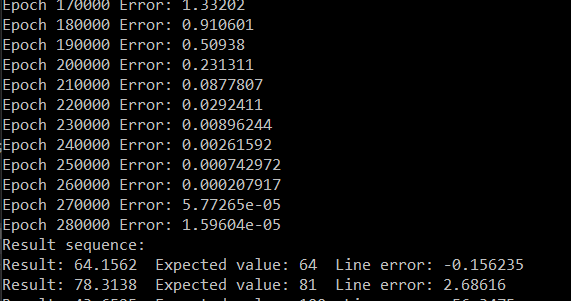 Epoch 170000 Error: 1.33202
Epoch 180000 Error: 0.910601
Epoch 190000 Error: 0.50938
Epoch 200000 Error: 0.231311
Epoch 210000 Error: 0.0877807
Epoch 220000 Error: 0.0292411
Epoch 230000 Error: 0.00896244
Epoch 240000 Error: 0.00261592
Epoch 250000 Error: 0.000742972
Epoch 260000 Error: 0.000207917
Epoch 270000 Error: 5.77265e-05
Epoch 280000 Error: 1.59604e-05
Result sequence:
Result: 64.1562  Expected value: 64  Line error: -0.156235
Result: 78.3138  Expected value: 81  Line error: 2.68616